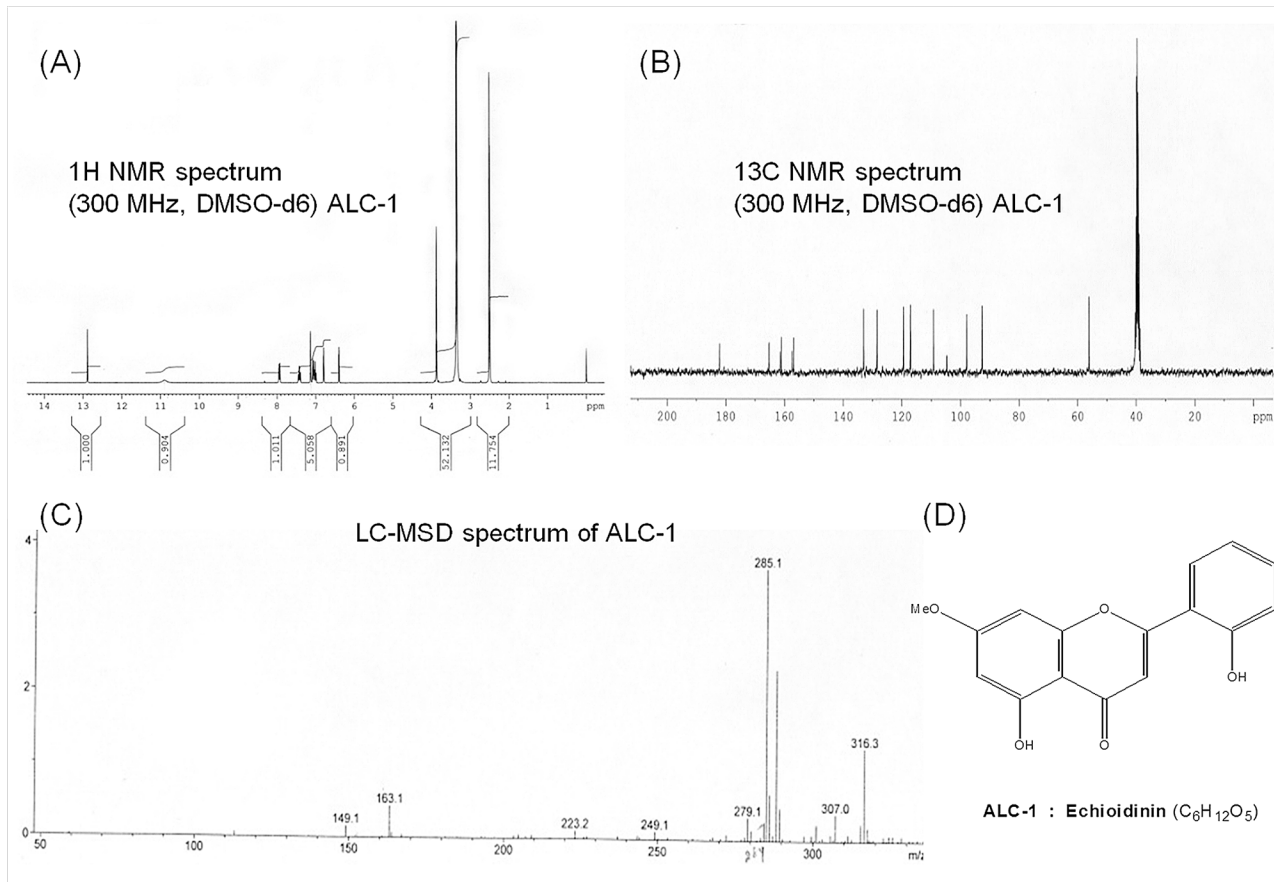 (A)
1H NMR spectrum
(300 MHz, DMSO-d6) ALC-1
14 13 12 11 10 9 8 7 6 5 4 3 2 1 ppm
1.000 0.904 1.011 5.058 0.891 52.132 11.754
(B)
13C NMR spectrum
(300 MHz, DMSO-d6) ALC-1
200 180 160 140 120 100 80 60 40 20 ppm
(C)
LC-MSD spectrum of ALC-1
4
2
0
285.1
316.3
163.1
149.1
223.2
249.1
279.1
307.0
50 100 150 200 250 300 m/z
284
(D)
MeO
O
OH
OH
O
ALC-1 : Echioidinin (C6H12O5)